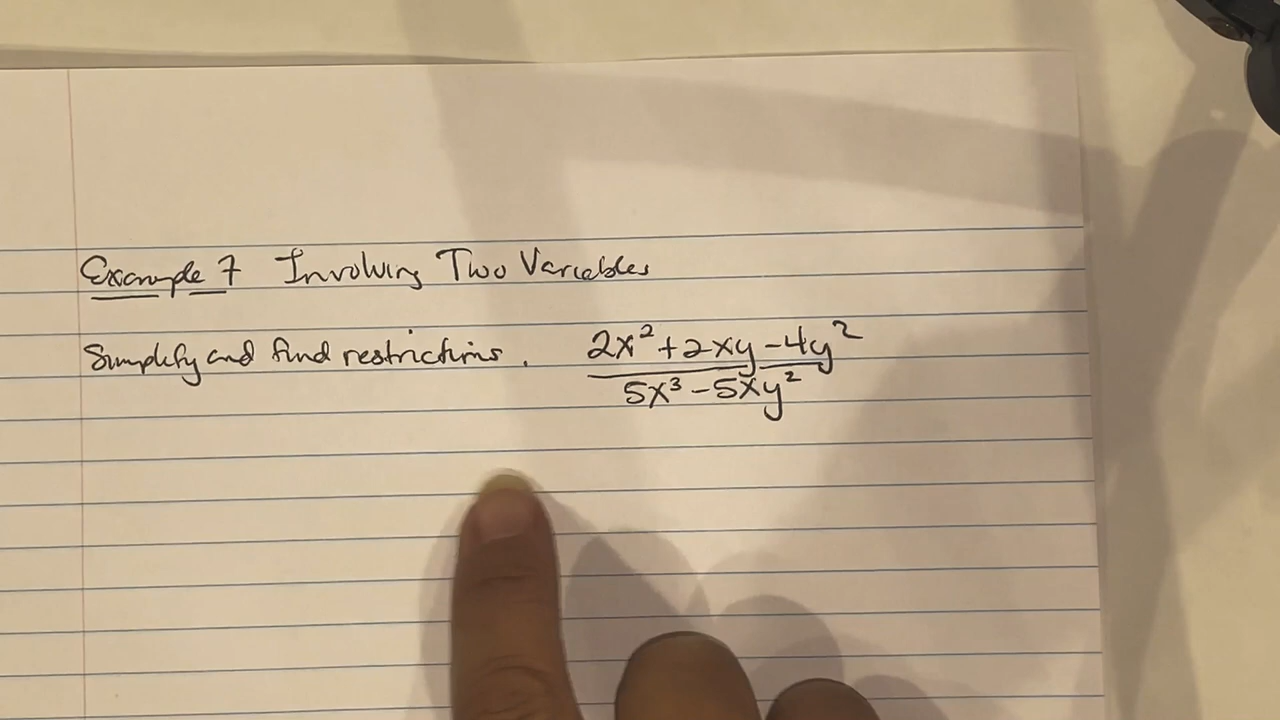 Example 7 Involving Two Variables
Simplify and find restrictions. 2x²+2xy-4y²
5x³-5xy²